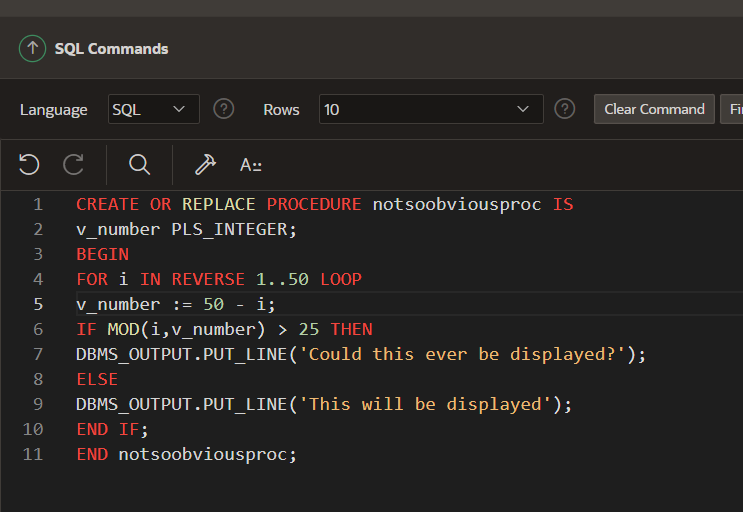 SQL Commands
Language SQL Rows 10 Clear Command Fi
A::
1 CREATE OR REPLACE PROCEDURE notsoobviousproc IS
2 v_number PLS_INTEGER;
3 BEGIN
4 FOR i IN REVERSE 1..50 LOOP
5 v_number := 50 - i;
6 IF MOD(i,v_number) > 25 THEN
7 DBMS_OUTPUT.PUT_LINE('Could this ever be displayed?');
8 ELSE
9 DBMS_OUTPUT.PUT_LINE('This will be displayed');
10 END IF;
11 END notsoobviousproc;